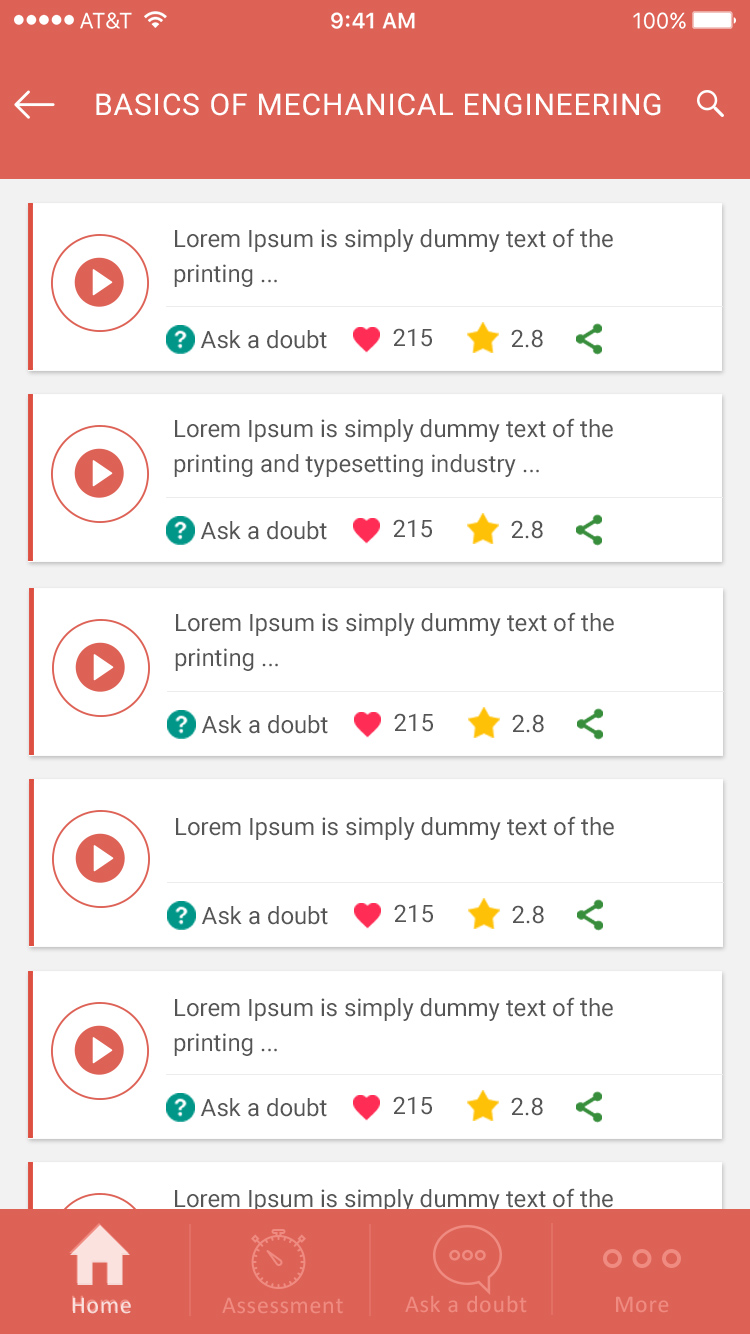 AT&T 9:41 AM 100%
BASICS OF MECHANICAL ENGINEERING
Lorem Ipsum is simply dummy text of the
printing ...
Ask a doubt 215 2.8
Lorem Ipsum is simply dummy text of the
printing and typesetting industry ...
Ask a doubt 215 2.8
Lorem Ipsum is simply dummy text of the
printing ...
Ask a doubt 215 2.8
Lorem Ipsum is simply dummy text of the
Ask a doubt 215 2.8
Lorem Ipsum is simply dummy text of the
printing ...
Ask a doubt 215 2.8
Lorem Ipsum is simply dummy text of the
Home Assessment Ask a doubt More